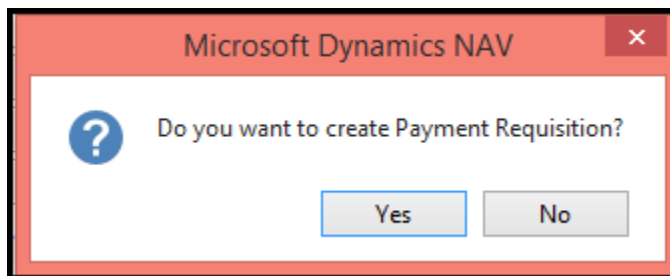 Microsoft Dynamics NAV
Do you want to create Payment Requisition?
Yes
No